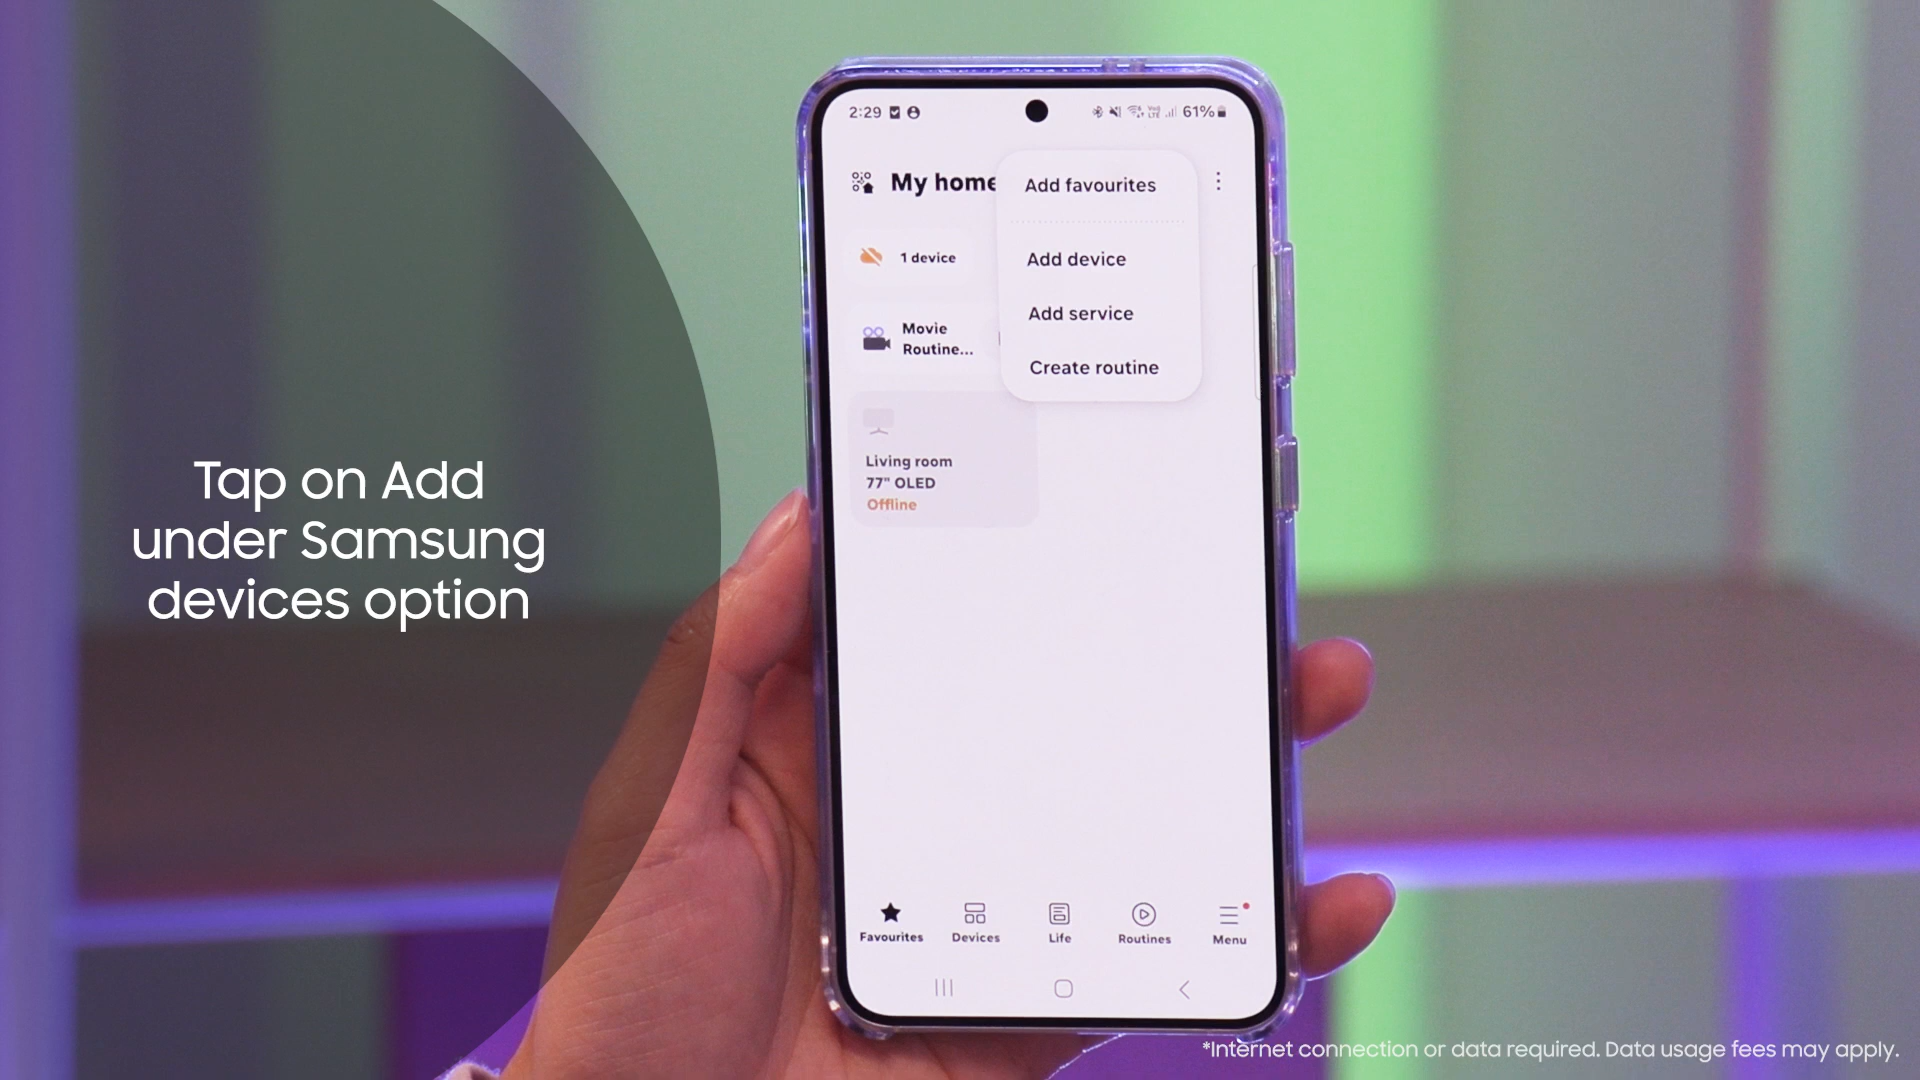 Tap on Add
under Samsung
devices option
2:29
61%
My home
Add favourites
1 device
Add device
Add service
Movie
Routine...
Create routine
Living room
77" OLED
Offline
Favourites
Devices
Life
Routines
Menu
*Internet connection or data required. Data usage fees may apply.